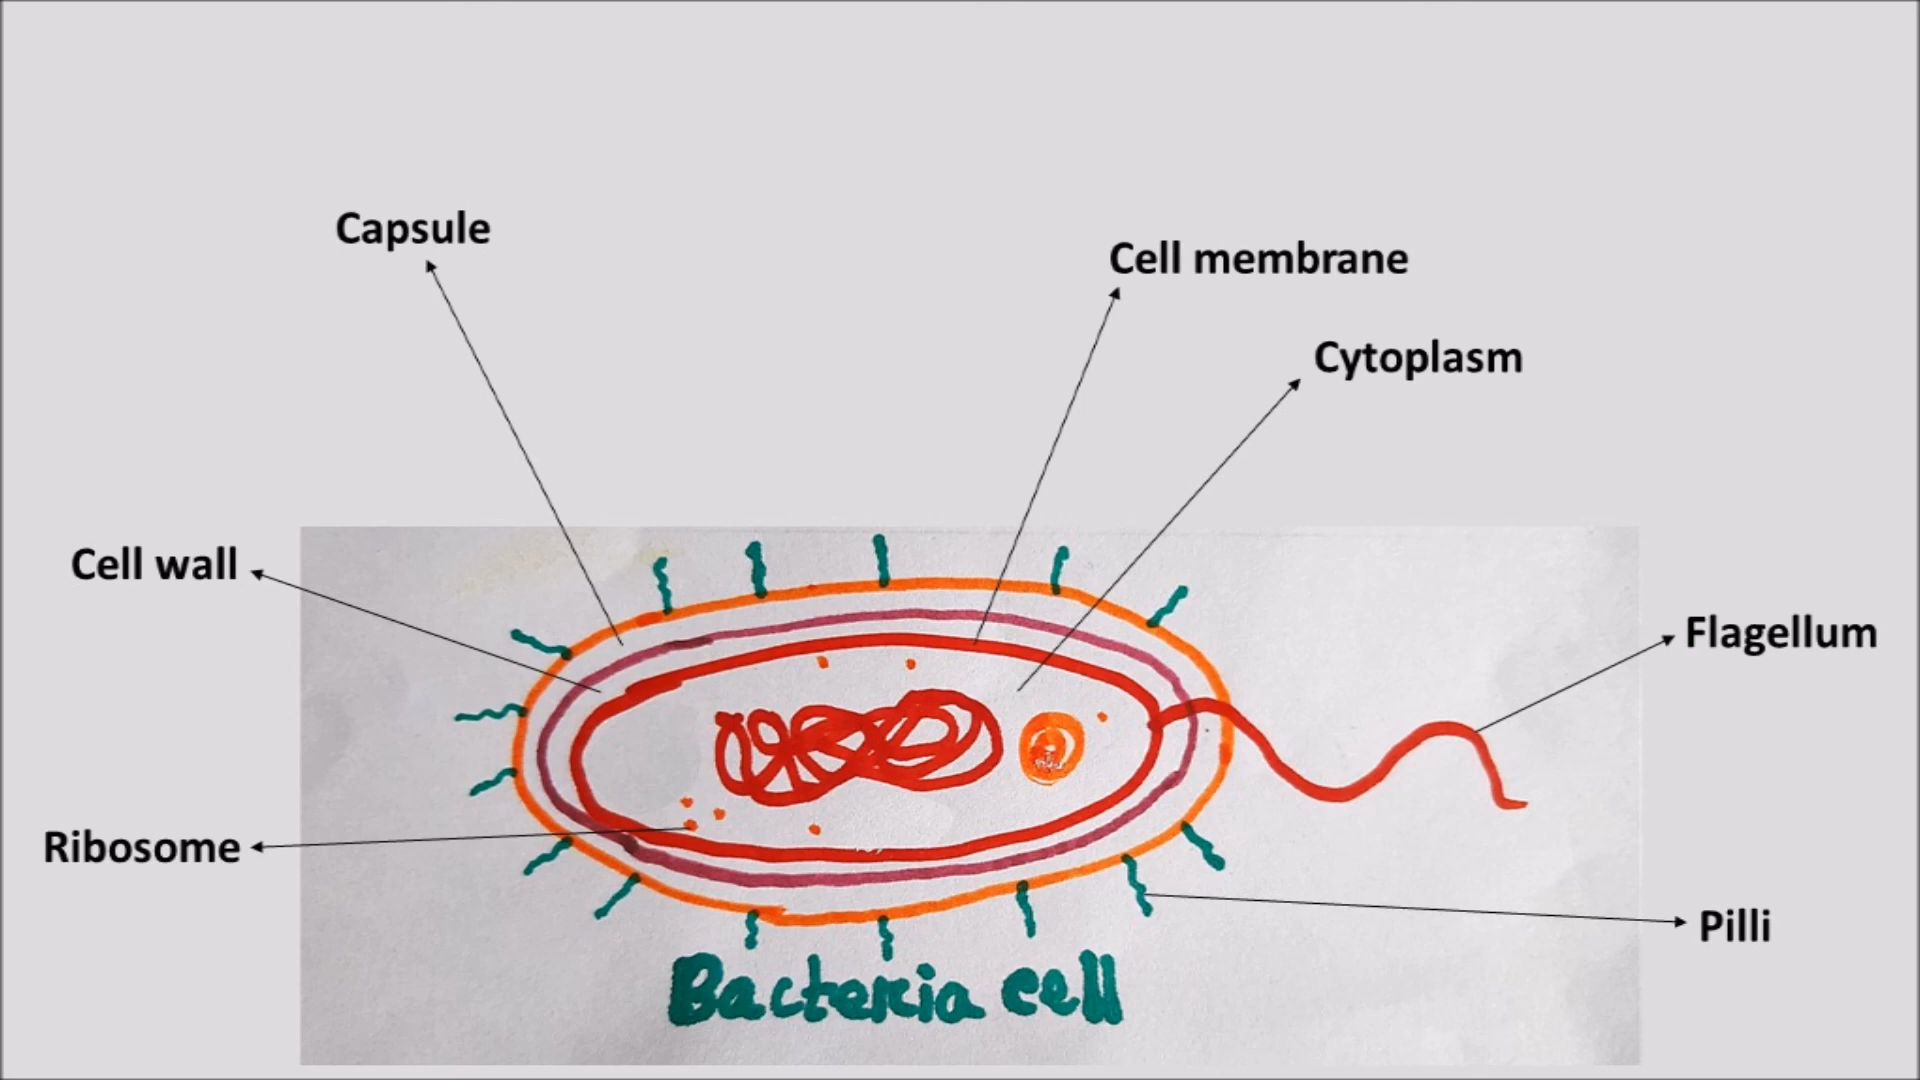 Capsule
Cell membrane
Cytoplasm
Cell wall
Flagellum
Ribosome
Pilli
Bacteria cell